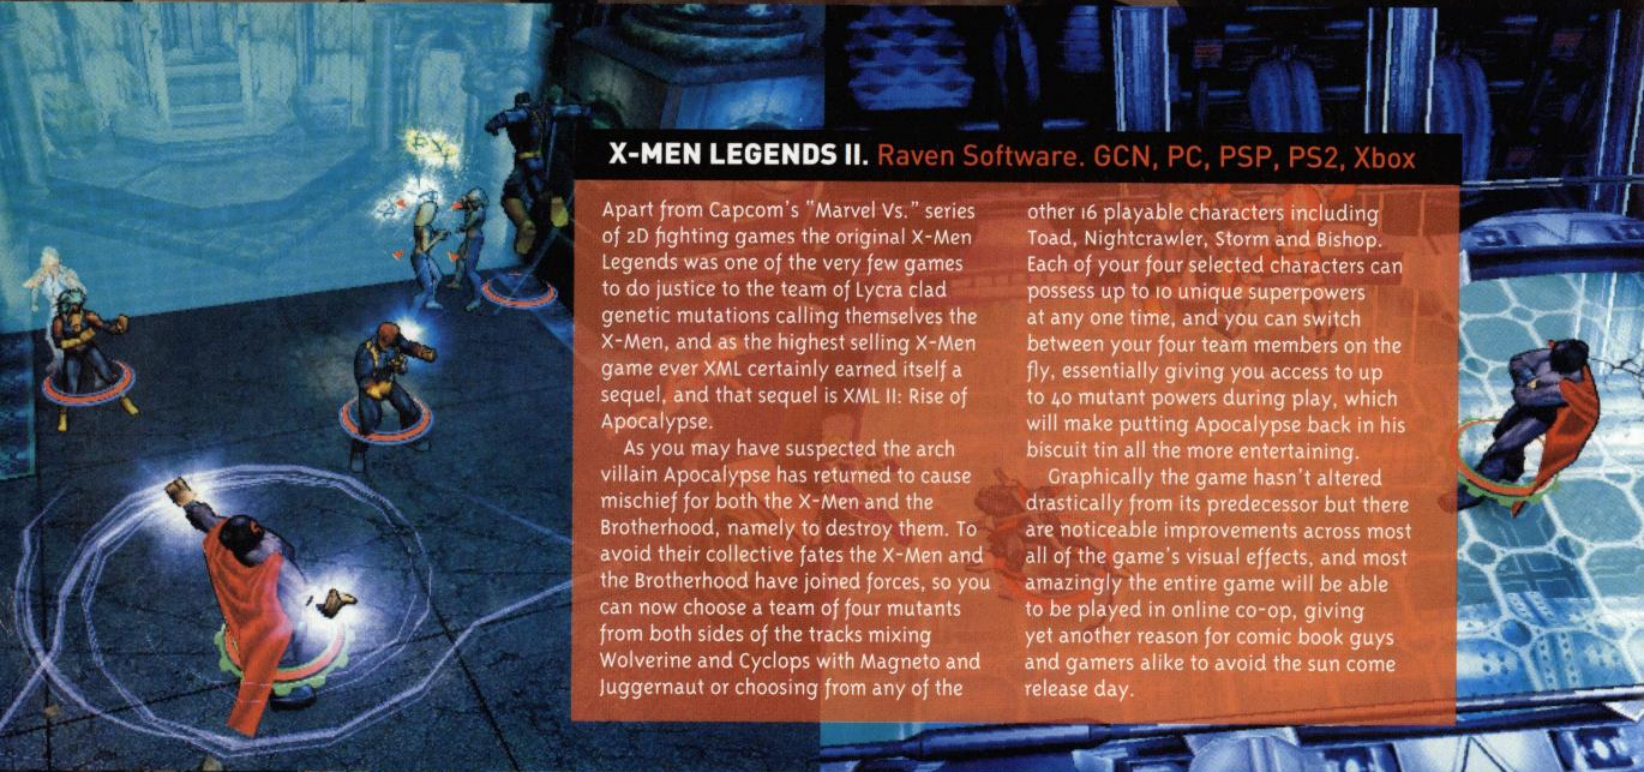 X-MEN LEGENDS II. Raven Software. GCN, PC, PSP, PS2, Xbox
Apart from Capcom's "Marvel Vs." series
of 2D fighting games the original X-Men
Legends was one of the very few games
to do justice to the team of Lycra clad
genetic mutations calling themselves the
X-Men, and as the highest selling X-Men
game ever XML certainly earned itself a
sequel, and that sequel is XML II: Rise of
Apocalypse.
As you may have suspected the arch
villain Apocalypse has returned to cause
mischief for both the X-Men and the
Brotherhood, namely to destroy them. To
avoid their collective fates the X-Men and
the Brotherhood have joined forces, so you
can now choose a team of four mutants
from both sides of the tracks mixing
Wolverine and Cyclops with Magneto and
Juggernaut or choosing from any of the
other 16 playable characters including
Toad, Nightcrawler, Storm and Bishop.
Each of your four selected characters can
possess up to 10 unique superpowers
at any one time, and you can switch
between your four team members on the
fly, essentially giving you access to up
to 40 mutant powers during play, which
will make putting Apocalypse back in his
biscuit tin all the more entertaining.
Graphically the game hasn't altered
drastically from its predecessor but there
are noticeable improvements across most
all of the game's visual effects, and most
amazingly the entire game will be able
to be played in online co-op, giving
yet another reason for comic book guys
and gamers alike to avoid the sun come
release day.